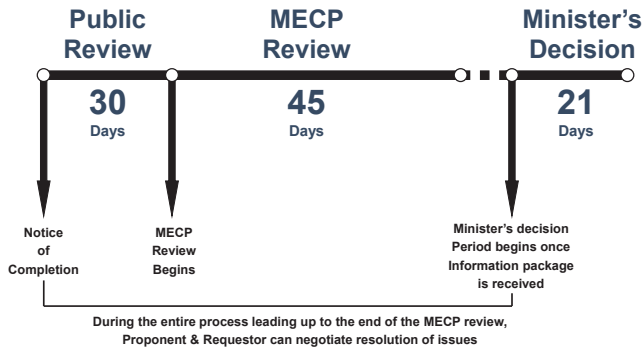 Public
Review
MECP
Review
Minister's
Decision
30
Days
45
Days
21
Days
Notice
of
Completion
MECP
Review
Begins
Minister's decision
Period begins once
Information package
is received
During the entire process leading up to the end of the MECP review,
Proponent & Requestor can negotiate resolution of issues